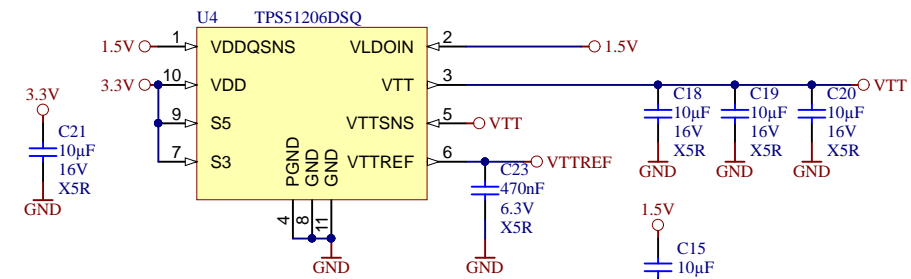 U4 TPS51206DSQ
1.5V 1 VDDQSNS VLDOIN 2 1.5V
3.3V 10 VDD VTT 3 VTT
9 S5 VTTSNS 5 VTT
7 S3 VTTREF 6 VTTREF
PGND GND GND
4 8 11
GND
3.3V
C21
10µF
16V
X5R
GND
C23
470nF
6.3V
X5R
GND
C18
10µF
16V
X5R
GND
C19
10µF
16V
X5R
GND
C20
10µF
16V
X5R
GND
1.5V
C15
10µF